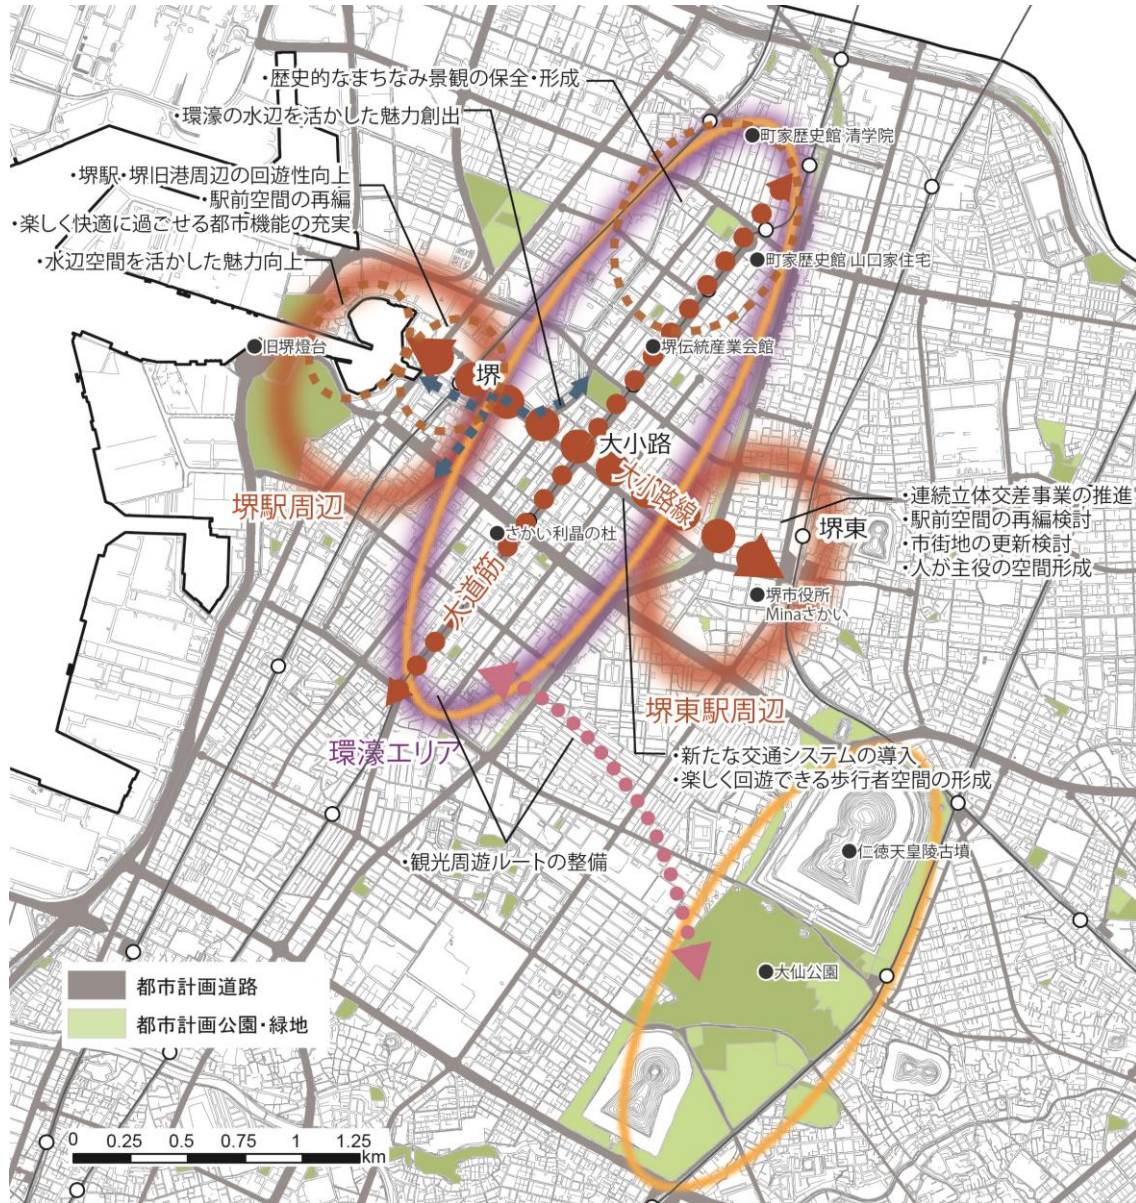 ・歴史的なまちなみ景観の保全・形成
・環濠の水辺を活かした魅力創出
●町家歴史館 清学院
・堺駅・堺旧港周辺の回遊性向上
・駅前空間の再編
・楽しく快適に過ごせる都市機能の充実
・水辺空間を活かした魅力向上
●町家歴史館 山口家住宅
●旧堺燈台
●堺伝統産業会館
堺
大小路
大小路線
堺駅周辺
●さかい利晶の杜
大道筋
堺東
・連続立体交差事業の推進
・駅前空間の再編検討
・市街地の更新検討
・人が主役の空間形成
●堺市役所
Minaさかい
堺東駅周辺
環濠エリア
・新たな交通システムの導入
・楽しく回遊できる歩行者空間の形成
・観光周遊ルートの整備
●仁徳天皇陵古墳
●大仙公園
都市計画道路
都市計画公園・緑地
0 0.25 0.5 0.75 1 1.25
km